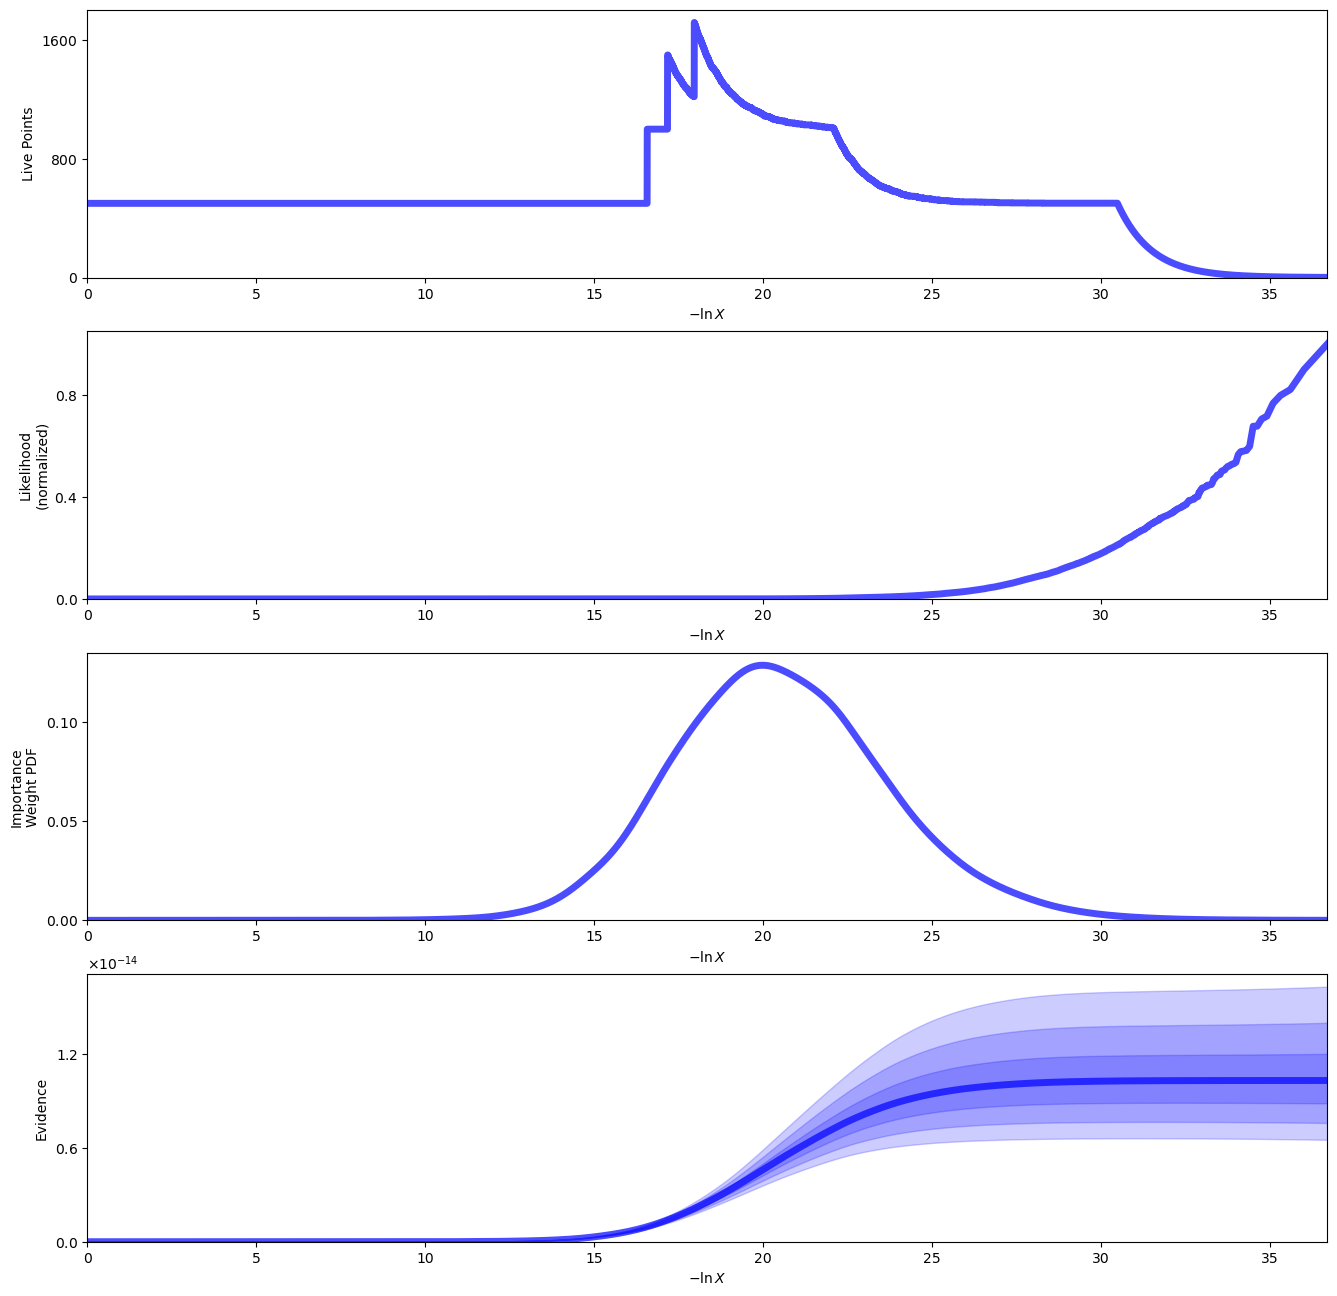 1600
800
0
Live Points
0 5 10 15 20 25 30 35
−ln X
0.8
0.4
0.0
Likelihood
(normalized)
0 5 10 15 20 25 30 35
−ln X
0.10
0.05
0.00
Importance
Weight PDF
0 5 10 15 20 25 30 35
−ln X
×10⁻¹⁴
1.2
0.6
0.0
Evidence
0 5 10 15 20 25 30 35
−ln X